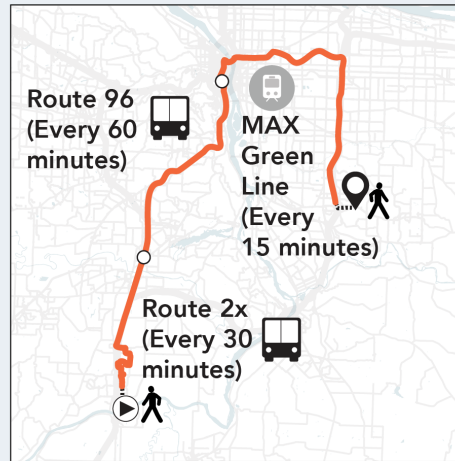 Route 96
(Every 60
minutes)
MAX
Green
Line
(Every
15 minutes)
Route 2x
(Every 30
minutes)